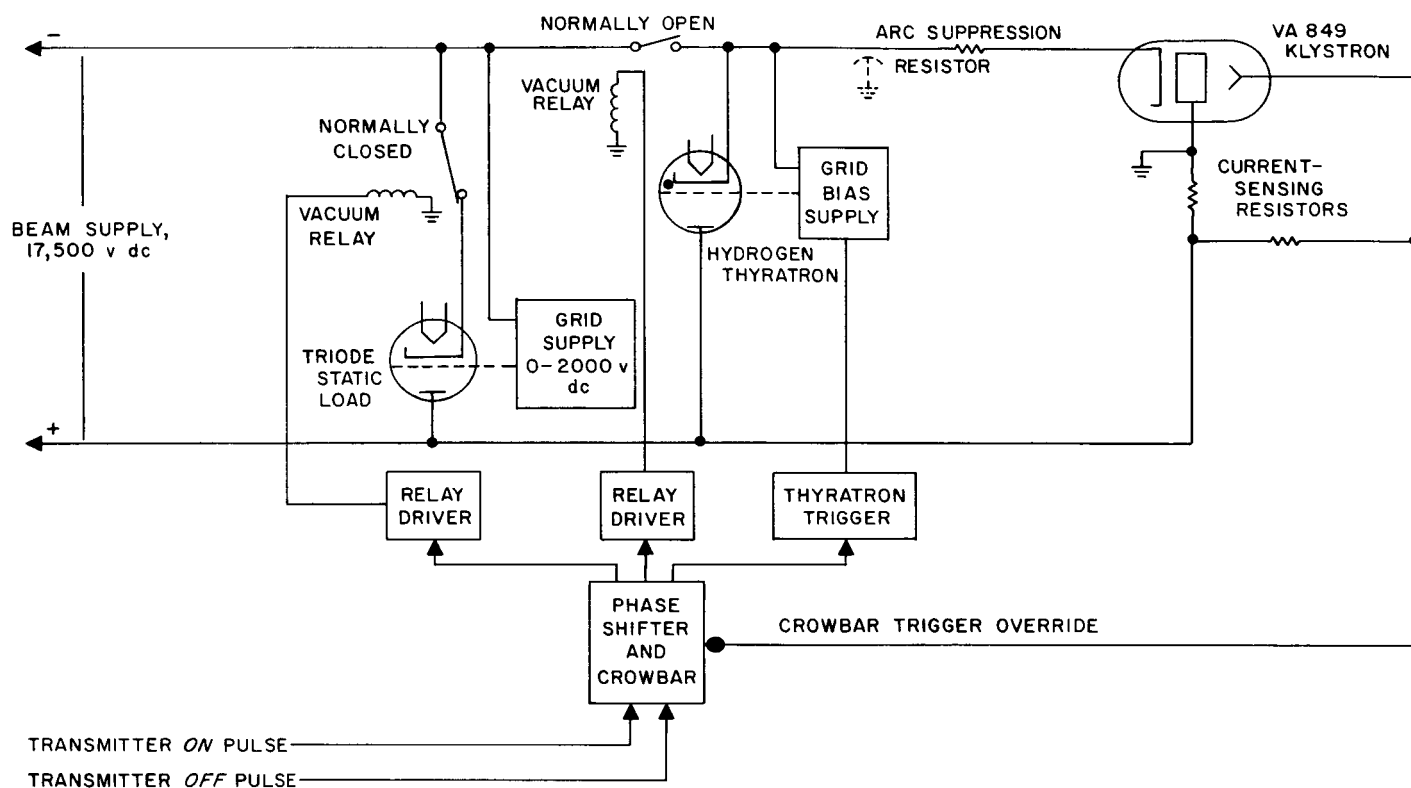 NORMALLY OPEN
ARC SUPPRESSION
RESISTOR
VA 849
KLYSTRON
−
VACUUM
RELAY
NORMALLY
CLOSED
VACUUM
RELAY
GRID
BIAS
SUPPLY
CURRENT-
SENSING
RESISTORS
BEAM SUPPLY,
17,500 v dc
HYDROGEN
THYRATRON
TRIODE
STATIC
LOAD
GRID
SUPPLY
0-2000 v
dc
+
RELAY
DRIVER
RELAY
DRIVER
THYRATRON
TRIGGER
PHASE
SHIFTER
AND
CROWBAR
CROWBAR TRIGGER OVERRIDE
TRANSMITTER ON PULSE
TRANSMITTER OFF PULSE